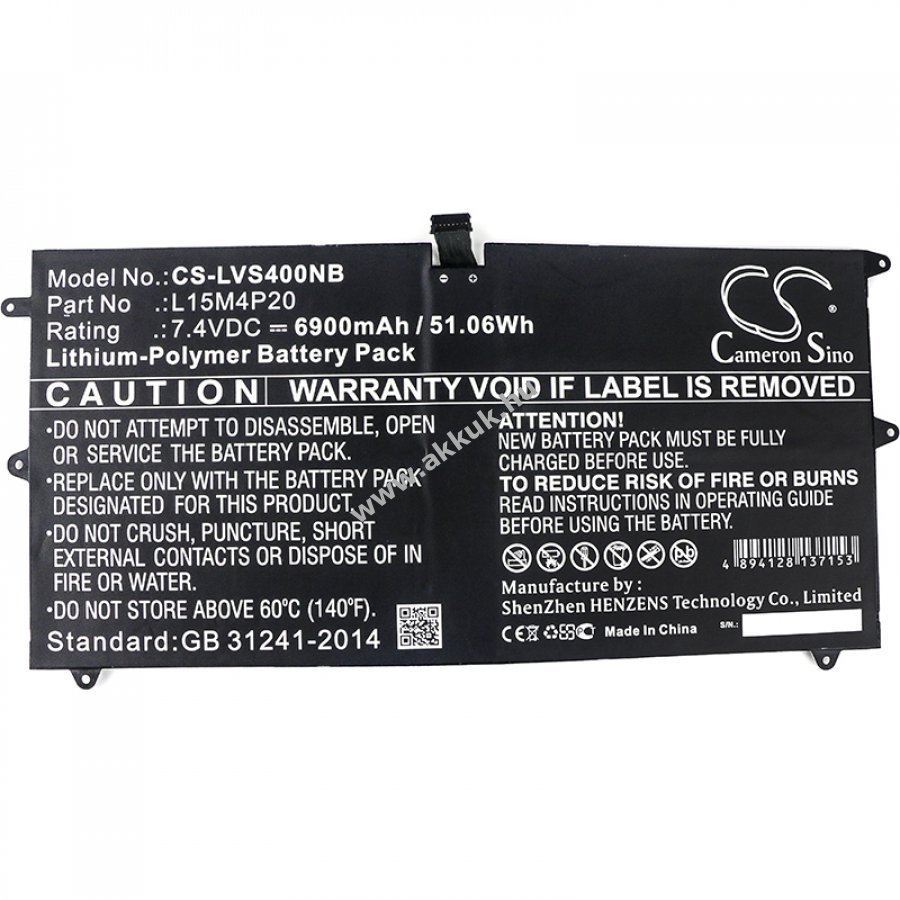 Model No.:CS-LVS400NB
Part No .:L15M4P20
Rating .:7.4VDC ⎓ 6900mAh / 51.06Wh
Lithium-Polymer Battery Pack
CS
®
Cameron Sino
CAUTION
WARRANTY VOID IF LABEL IS REMOVED
•DO NOT ATTEMPT TO DISASSEMBLE, OPEN
OR SERVICE THE BATTERY PACK.
•REPLACE ONLY WITH THE BATTERY PACK
DESIGNATED FOR THIS PRODUCT.
•DO NOT CRUSH, PUNCTURE, SHORT
EXTERNAL CONTACTS OR DISPOSE OF IN
FIRE OR WATER.
•DO NOT STORE ABOVE 60℃ (140℉).
Standard:GB 31241-2014
ATTENTION!
NEW BATTERY PACK MUST BE FULLY
CHARGED BEFORE USE.
TO REDUCE RISK OF FIRE OR BURNS
READ INSTRUCTIONS IN OPERATING GUIDE
BEFORE USING THE BATTERY.
4 894128 137153
Manufacture by :
ShenZhen HENZENS Technology Co., Limited
CE FC Made In China
S/N.:
www.akkuk.hu